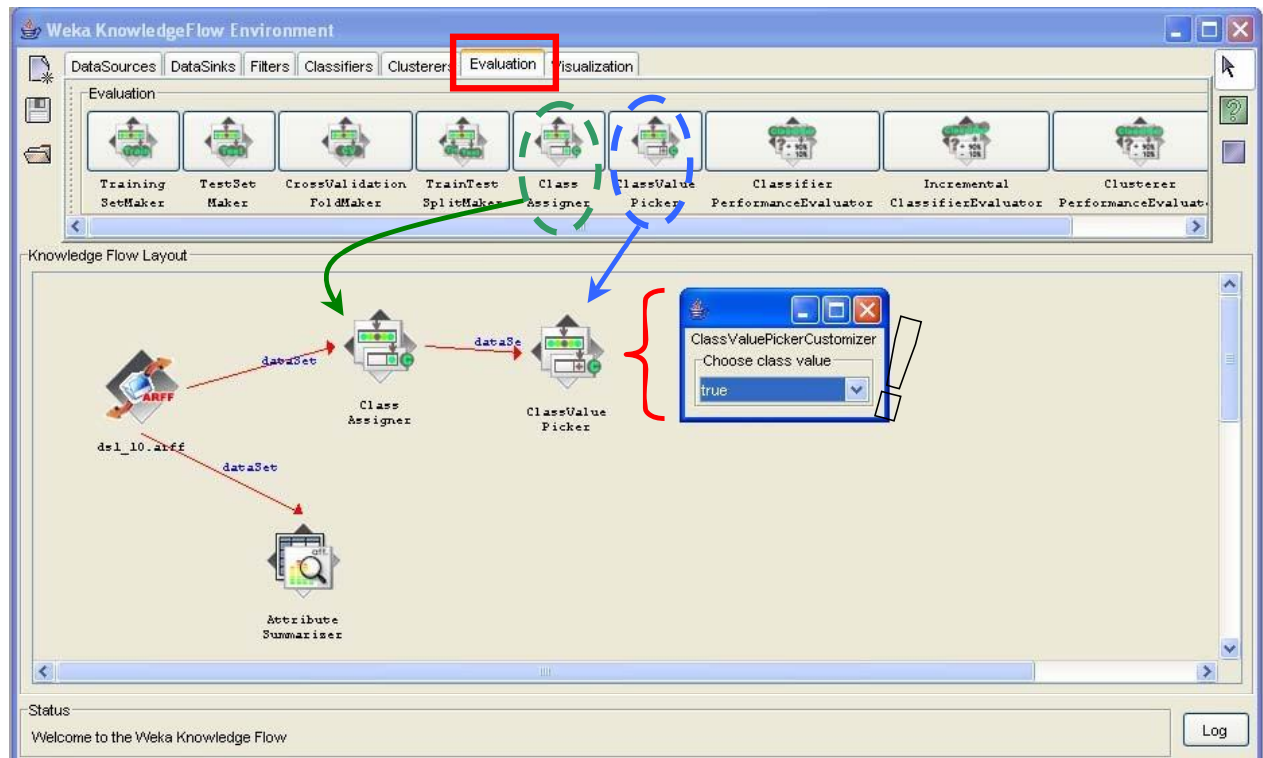 Weka KnowledgeFlow Environment
DataSources DataSinks Filters Classifiers Clusterers Evaluation Visualization
Evaluation
Training SetMaker
TestSet Maker
CrossValidation FoldMaker
TrainTest SplitMaker
Class Assigner
ClassValue Picker
Classifier PerformanceEvaluator
Incremental ClassifierEvaluator
Clusterer PerformanceEvaluat
Knowledge Flow Layout
ARFF
dsl_10.arff
dataSet
Class
Assigner
dataSe
ClassValue
Picker
ClassValuePickerCustomizer
Choose class value
true
dataSet
Attribute
Summariser
Status
Welcome to the Weka Knowledge Flow
Log